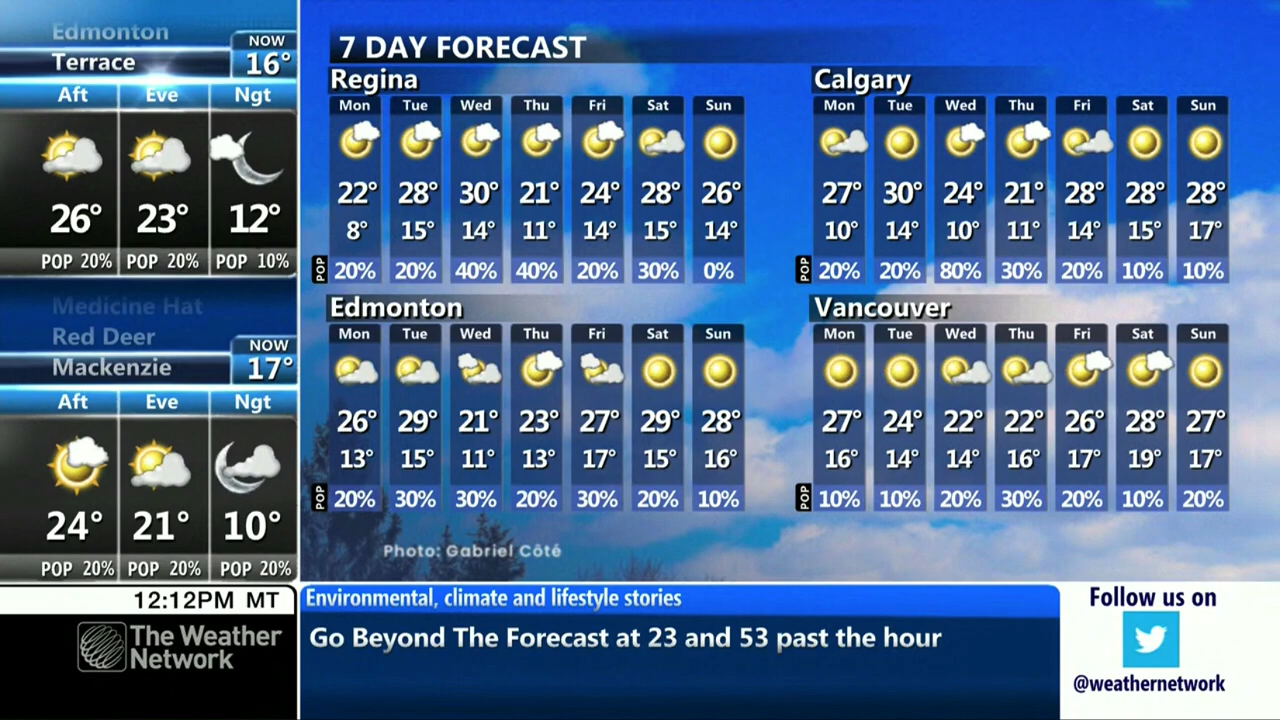 Edmonton
Terrace
NOW
16°
Aft Eve Ngt
26° 23° 12°
POP 20% POP 20% POP 10%
Medicine Hat
Red Deer
Mackenzie
NOW
17°
Aft Eve Ngt
24° 21° 10°
POP 20% POP 20% POP 20%
12:12PM MT
The Weather
Network
7 DAY FORECAST
Regina
Mon Tue Wed Thu Fri Sat Sun
22° 28° 30° 21° 24° 28° 26°
8° 15° 14° 11° 14° 15° 14°
POP 20% 20% 40% 40% 20% 30% 0%
Calgary
Mon Tue Wed Thu Fri Sat Sun
27° 30° 24° 21° 28° 28° 28°
10° 14° 10° 11° 14° 15° 17°
POP 20% 20% 80% 30% 20% 10% 10%
Edmonton
Mon Tue Wed Thu Fri Sat Sun
26° 29° 21° 23° 27° 29° 28°
13° 15° 11° 13° 17° 15° 16°
POP 20% 30% 30% 20% 30% 20% 10%
Vancouver
Mon Tue Wed Thu Fri Sat Sun
27° 24° 22° 22° 26° 28° 27°
16° 14° 14° 16° 17° 19° 17°
POP 10% 10% 20% 30% 20% 10% 20%
Photo: Gabriel Côté
Environmental, climate and lifestyle stories
Go Beyond The Forecast at 23 and 53 past the hour
Follow us on
@weathernetwork